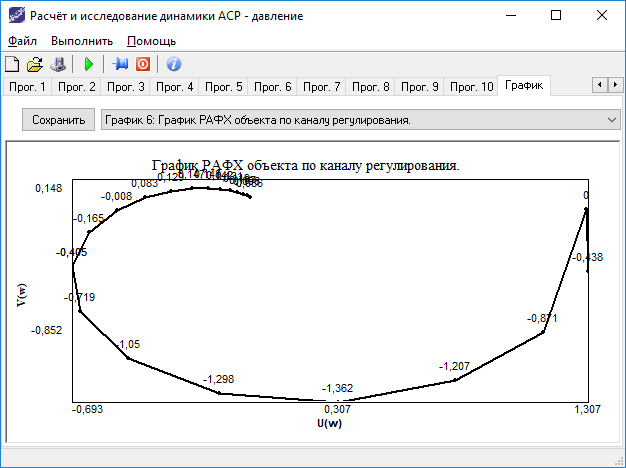 Расчёт и исследование динамики АСР - давление
Файл Выполнить Помощь
Прог. 1 Прог. 2 Прог. 3 Прог. 4 Прог. 5 Прог. 6 Прог. 7 Прог. 8 Прог. 9 Прог. 10 График
Сохранить График 6: График РАФХ объекта по каналу регулирования.
График РАФХ объекта по каналу регулирования.
0,148 -0,008 0,083 0,129 0
-0,165
-0,405 -0,438
V(w)
-0,719
-0,852 -0,871
-1,05
-1,207
-1,298 -1,362
-0,693 0,307 1,307
U(w)